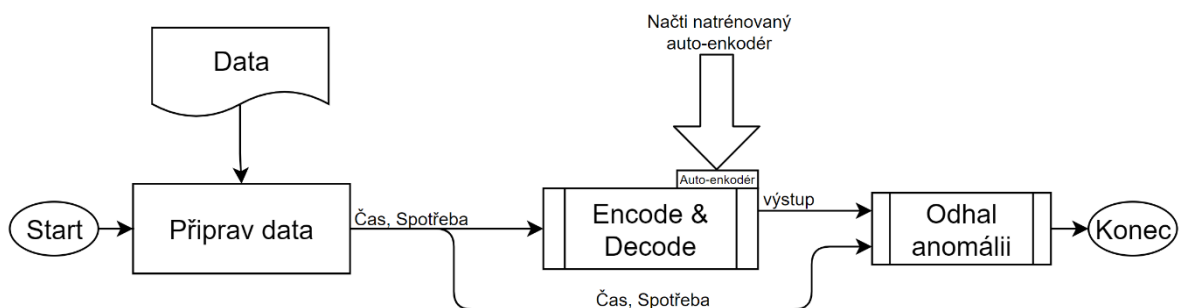 Načti natrénovaný
auto-enkodér
Data
Auto-enkodér
Start
Připrav data
Čas, Spotřeba
Encode &
Decode
výstup
Odhal
anomálii
Konec
Čas, Spotřeba